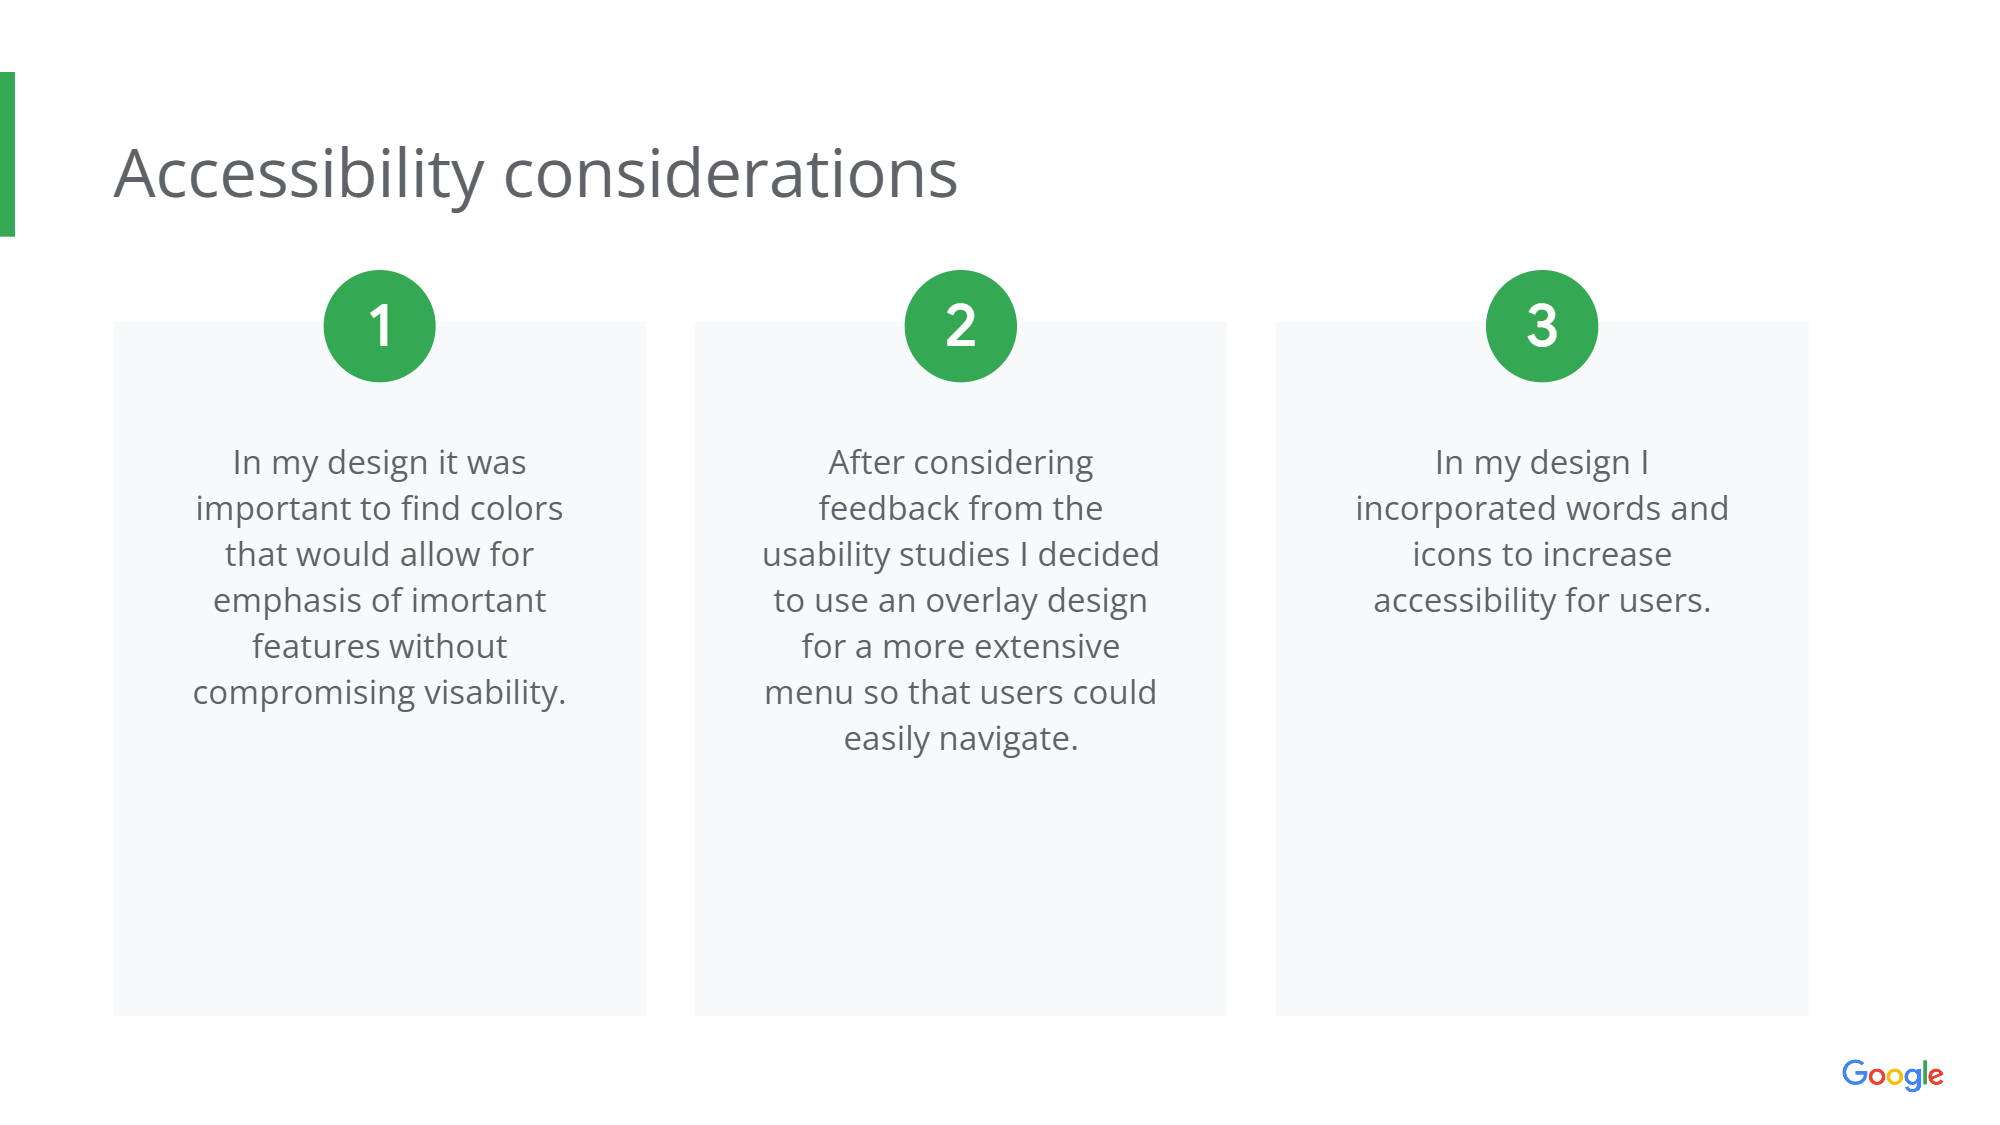 Accessibility considerations
1
In my design it was
important to find colors
that would allow for
emphasis of imortant
features without
compromising visability.
2
After considering
feedback from the
usability studies I decided
to use an overlay design
for a more extensive
menu so that users could
easily navigate.
3
In my design I
incorporated words and
icons to increase
accessibility for users.
Google